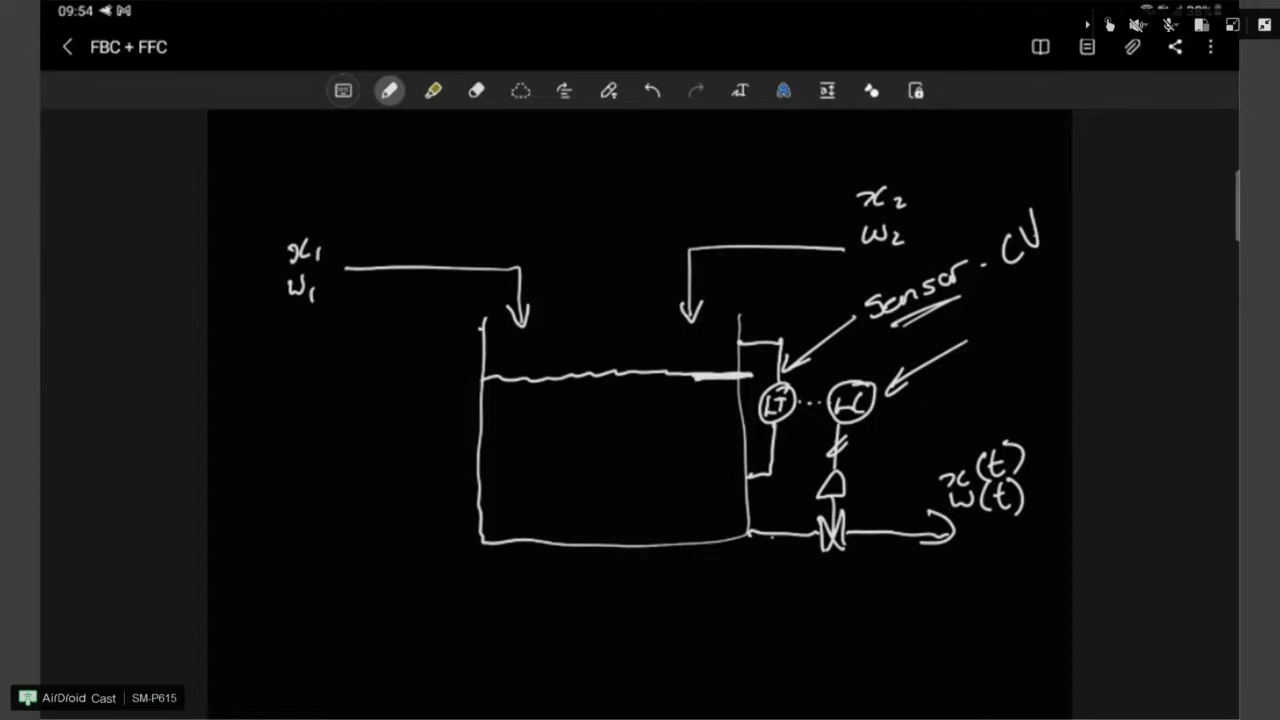 09:54
FBC + FFC
x2
w2
x1
w1
Sensor - CV
LT
LC
x(t)
w(t)
AirDroid Cast | SM-P615